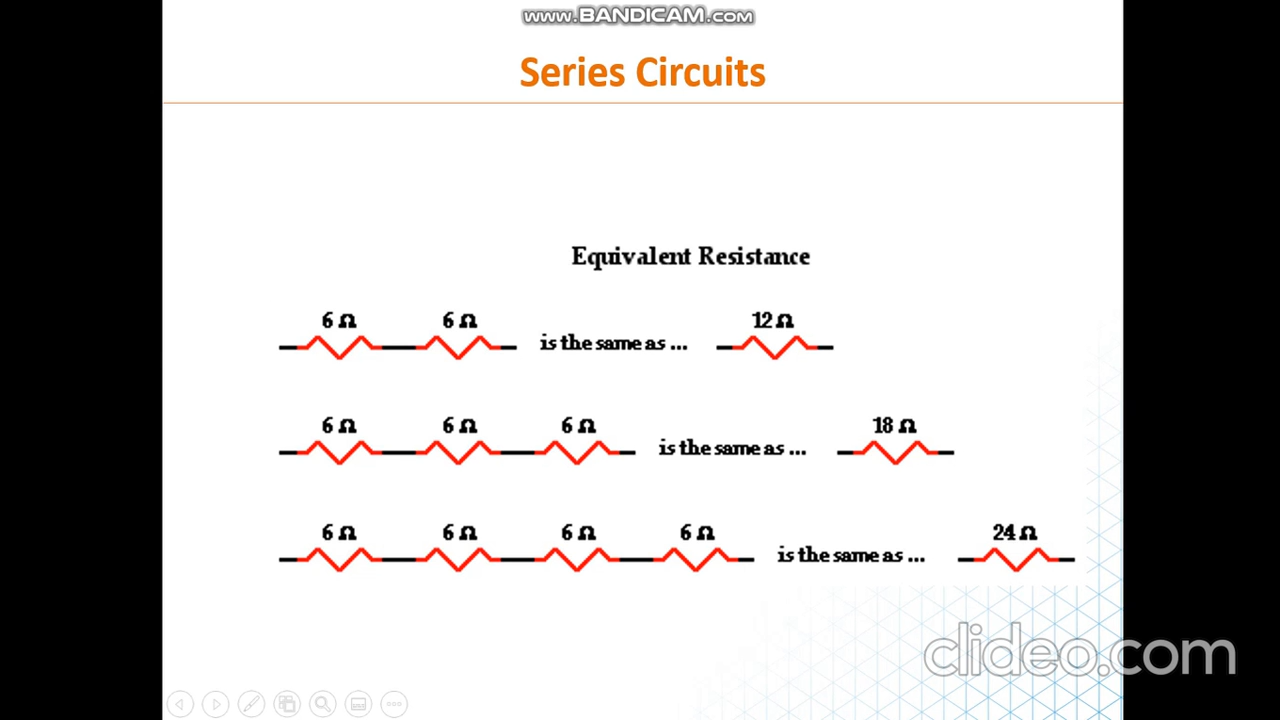 www.BANDICAM.com
Series Circuits
Equivalent Resistance
6 Ω 6 Ω 12 Ω
is the same as ...
6 Ω 6 Ω 6 Ω 18 Ω
is the same as ...
6 Ω 6 Ω 6 Ω 6 Ω 24 Ω
is the same as ...
clideo.com